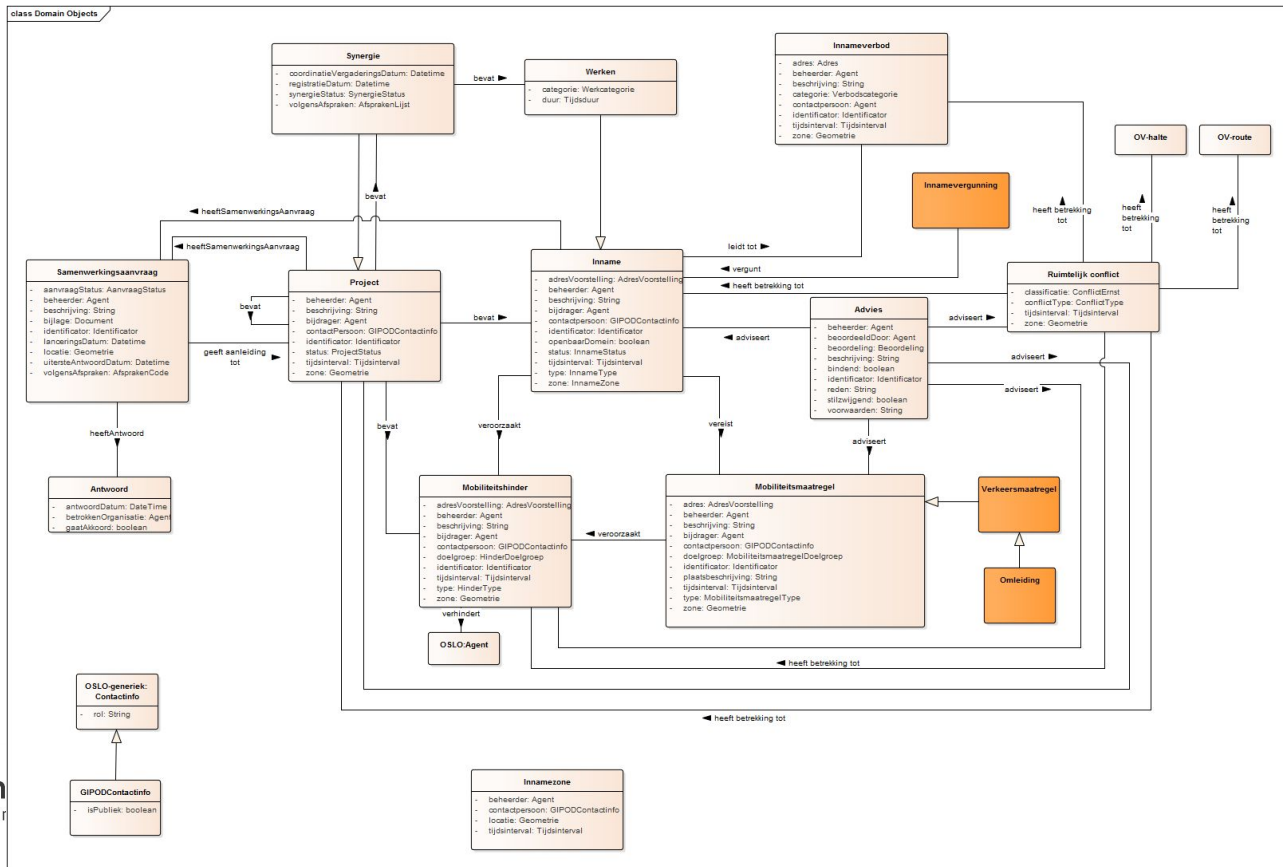 class Domain Objects
Synergie
- coordinatieVergaderingsDatum: Datetime
- registratieDatum: Datetime
- synergieStatus: SynergieStatus
- volgensAfspraken: AfsprakenLijst
bevat
Werken
- categorie: Werkcategorie
- duur: Tijdsduur
Innameverbod
- adres: Adres
- beheerder: Agent
- beschrijving: String
- categorie: Verbodscategorie
- contactpersoon: Agent
- identificator: Identificator
- tijdsinterval: Tijdsinterval
- zone: Geometrie
OV-halte
OV-route
Innamevergunning
bevat
heeftSamenwerkingsAanvraag
heeftSamenwerkingsAanvraag
heeft betrekking
tot
heeft
betrekking
tot
heeft
betrekking
tot
leidt tot
vergunt
heeft betrekking tot
Samenwerkingsaanvraag
- aanvraagStatus: AanvraagStatus
- beheerder: Agent
- beschrijving: String
- bijlage: Document
- identificator: Identificator
- lanceringsDatum: Datetime
- locatie: Geometrie
- uitersteAntwoordDatum: Datetime
- volgensAfspraken: AfsprakenCode
bevat
geeft aanleiding
tot
Project
- beheerder: Agent
- beschrijving: String
- bijdrager: Agent
- contactPersoon: GIPODContactinfo
- identificator: Identificator
- status: ProjectStatus
- tijdsinterval: Tijdsinterval
- zone: Geometrie
bevat
Inname
- adresVoorstelling: AdresVoorstelling
- beheerder: Agent
- beschrijving: String
- bijdrager: Agent
- contactpersoon: GIPODContactinfo
- identificator: Identificator
- openbaarDomein: boolean
- status: InnameStatus
- tijdsinterval: Tijdsinterval
- type: InnameType
- zone: InnameZone
adviseert
Advies
- beheerder: Agent
- beoordeeldDoor: Agent
- beoordeling: Beoordeling
- beschrijving: String
- bindend: boolean
- identificator: Identificator
- reden: String
- stilzwijgend: boolean
- voorwaarden: String
adviseert
Ruimtelijk conflict
- classificatie: ConflictErnst
- conflictType: ConflictType
- tijdsinterval: Tijdsinterval
- zone: Geometrie
adviseert
adviseert
heeftAntwoord
bevat
veroorzaakt
vereist
adviseert
Antwoord
- antwoordDatum: DateTime
- betrokkenOrganisatie: Agent
- gaatAkkoord: boolean
Mobiliteitshinder
- adresVoorstelling: AdresVoorstelling
- beheerder: Agent
- beschrijving: String
- bijdrager: Agent
- contactpersoon: GIPODContactinfo
- doelgroep: HinderDoelgroep
- identificator: Identificator
- tijdsinterval: Tijdsinterval
- type: HinderType
- zone: Geometrie
veroorzaakt
Mobiliteitsmaatregel
- adres: AdresVoorstelling
- beheerder: Agent
- beschrijving: String
- bijdrager: Agent
- contactpersoon: GIPODContactinfo
- doelgroep: MobiliteitsmaatregelDoelgroep
- identificator: Identificator
- plaatsbeschrijving: String
- tijdsinterval: Tijdsinterval
- type: MobiliteitsmaatregelType
- zone: Geometrie
Verkeersmaatregel
Omleiding
verhindert
OSLO:Agent
heeft betrekking tot
heeft betrekking tot
OSLO-generiek:
Contactinfo
- rol: String
GIPODContactinfo
- isPubliek: boolean
Innamezone
- beheerder: Agent
- contactpersoon: GIPODContactinfo
- locatie: Geometrie
- tijdsinterval: Tijdsinterval